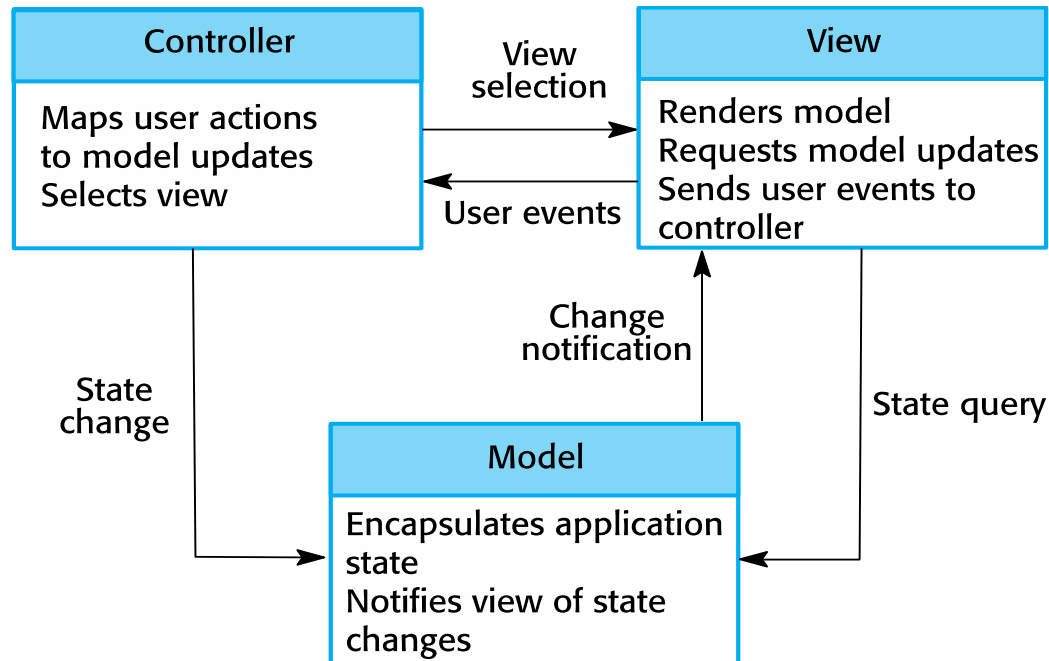 Controller
Maps user actions
to model updates
Selects view
View
selection
User events
View
Renders model
Requests model updates
Sends user events to
controller
Change
notification
State
change
State query
Model
Encapsulates application
state
Notifies view of state
changes